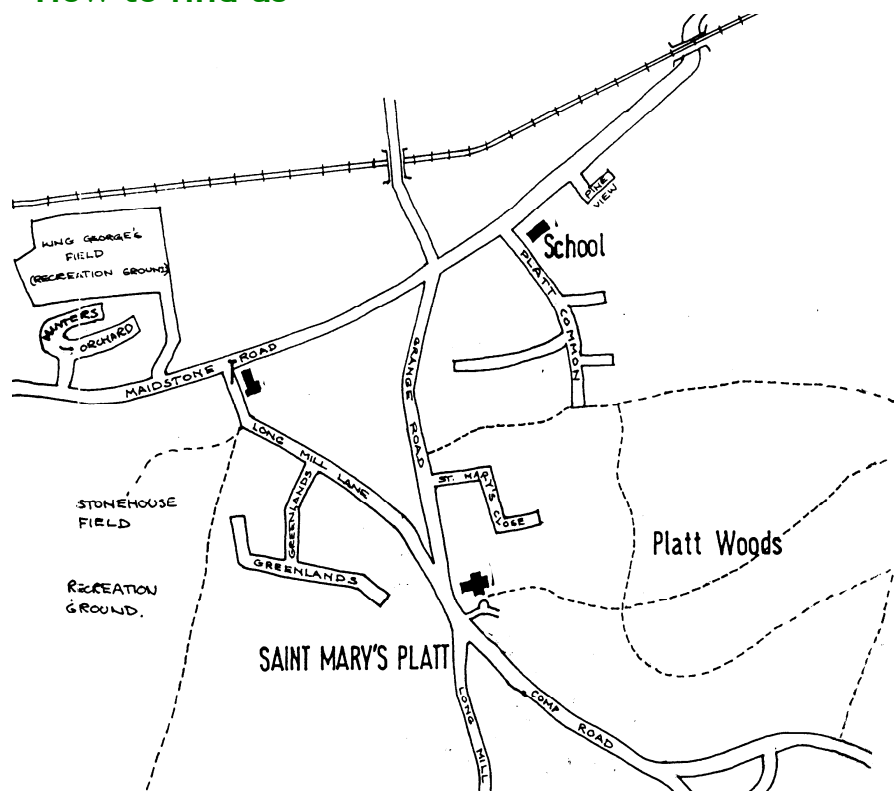 How to find us
PINE
VIEW
KING GEORGE'S
FIELD
(RECREATION GROUND)
School
PLATT COMMON
WINTERS
ORCHARD
MAIDSTONE ROAD
GRANGE ROAD
LONG MILL LANE
ST. MARY'S CLOSE
GREENLANDS
GREENLANDS
STONEHOUSE
FIELD
Platt Woods
RECREATION
GROUND.
SAINT MARY'S PLATT
COMP ROAD
LONG MILL